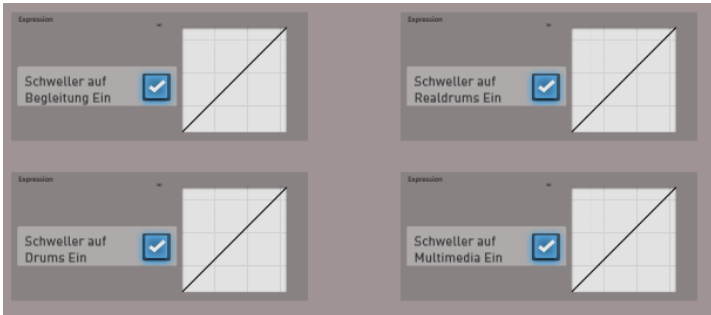 Expression
Schweller auf
Begleitung Ein
Expression
Schweller auf
Realdrums Ein
Expression
Schweller auf
Drums Ein
Expression
Schweller auf
Multimedia Ein